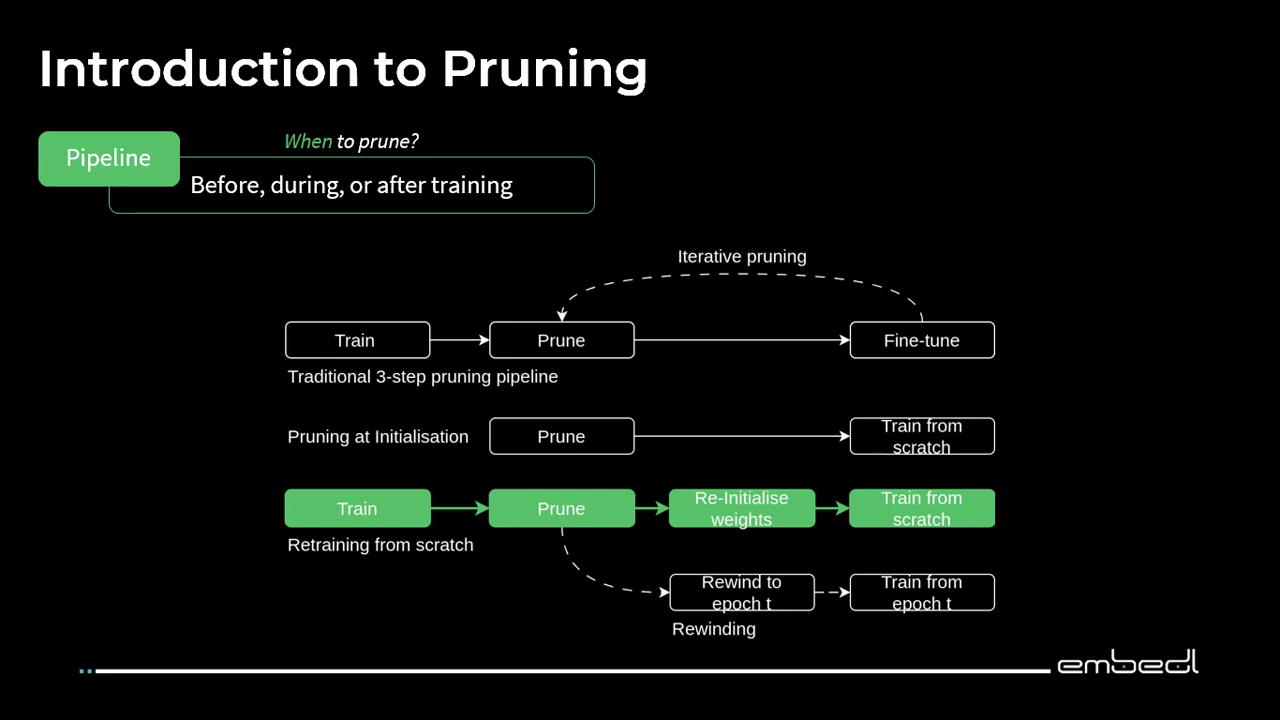 Introduction to Pruning
Pipeline
When to prune?
Before, during, or after training
Iterative pruning
Train
Prune
Fine-tune
Traditional 3-step pruning pipeline
Pruning at Initialisation
Prune
Train from
scratch
Train
Prune
Re-Initialise
weights
Train from
scratch
Retraining from scratch
Rewind to
epoch t
Train from
epoch t
Rewinding
embedl